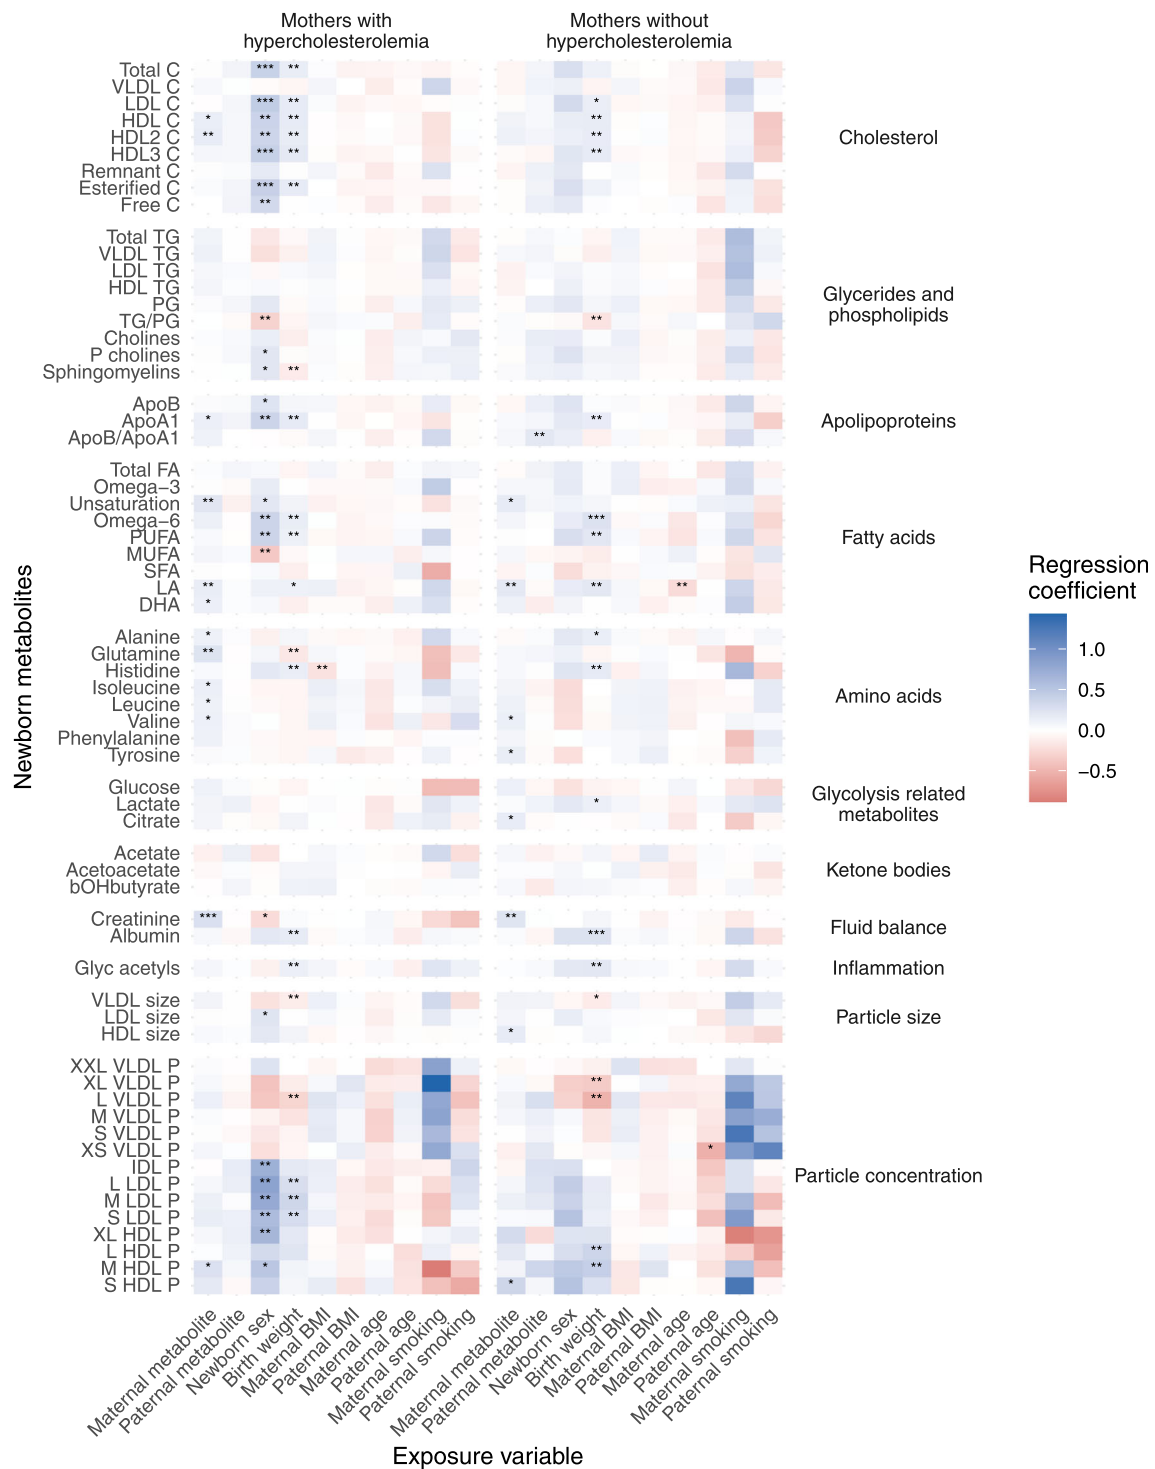 Mothers with
hypercholesterolemia
Mothers without
hypercholesterolemia
Newborn metabolites
Total C *** **
VLDL C
LDL C *** ** *
HDL C * ** ** **
HDL2 C ** ** ** **
HDL3 C *** ** **
Remnant C
Esterified C *** **
Free C **
Cholesterol
Total TG
VLDL TG
LDL TG
HDL TG
PG
TG/PG ** **
Cholines
P cholines *
Sphingomyelins * **
Glycerides and
phospholipids
ApoB *
ApoA1 * ** ** **
ApoB/ApoA1 **
Apolipoproteins
Total FA
Omega−3
Unsaturation ** * *
Omega−6 ** ** ***
PUFA ** ** **
MUFA **
SFA
LA ** * ** ** **
DHA *
Fatty acids
Alanine * *
Glutamine ** **
Histidine ** ** **
Isoleucine *
Leucine *
Valine * *
Phenylalanine
Tyrosine *
Amino acids
Glucose
Lactate *
Citrate *
Glycolysis related
metabolites
Acetate
Acetoacetate
bOHbutyrate
Ketone bodies
Creatinine *** * **
Albumin ** ***
Fluid balance
Glyc acetyls ** **
Inflammation
VLDL size ** *
LDL size *
HDL size *
Particle size
XXL VLDL P
XL VLDL P **
L VLDL P ** **
M VLDL P
S VLDL P
XS VLDL P *
IDL P **
L LDL P ** **
M LDL P ** **
S LDL P ** **
XL HDL P **
L HDL P **
M HDL P * * **
S HDL P *
Particle concentration
Maternal metabolite
Paternal metabolite
Newborn sex
Birth weight
Maternal BMI
Paternal BMI
Maternal age
Paternal age
Maternal smoking
Paternal smoking
Maternal metabolite
Paternal metabolite
Newborn sex
Birth weight
Maternal BMI
Paternal BMI
Maternal age
Paternal age
Maternal smoking
Paternal smoking
Exposure variable
Regression
coefficient
1.0
0.5
0.0
−0.5